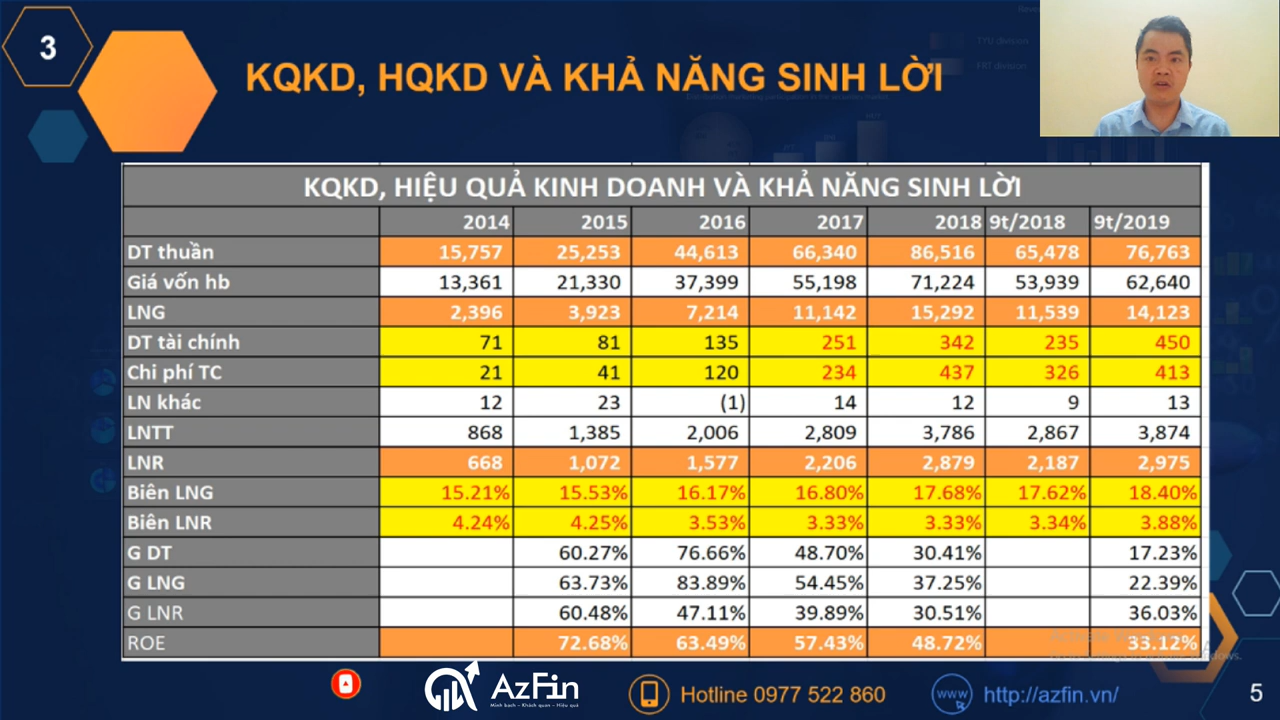 3
KQKD, HQKD VÀ KHẢ NĂNG SINH LỜI
KQKD, HIỆU QUẢ KINH DOANH VÀ KHẢ NĂNG SINH LỜI
2014 2015 2016 2017 2018 9t/2018 9t/2019
DT thuần 15,757 25,253 44,613 66,340 86,516 65,478 76,763
Giá vốn hb 13,361 21,330 37,399 55,198 71,224 53,939 62,640
LNG 2,396 3,923 7,214 11,142 15,292 11,539 14,123
DT tài chính 71 81 135 251 342 235 450
Chi phí TC 21 41 120 234 437 326 413
LN khác 12 23 (1) 14 12 9 13
LNTT 868 1,385 2,006 2,809 3,786 2,867 3,874
LNR 668 1,072 1,577 2,206 2,879 2,187 2,975
Biên LNG 15.21% 15.53% 16.17% 16.80% 17.68% 17.62% 18.40%
Biên LNR 4.24% 4.25% 3.53% 3.33% 3.33% 3.34% 3.88%
G DT 60.27% 76.66% 48.70% 30.41% 17.23%
G LNG 63.73% 83.89% 54.45% 37.25% 22.39%
G LNR 60.48% 47.11% 39.89% 30.51% 36.03%
ROE 72.68% 63.49% 57.43% 48.72% 33.12%
AzFin
Minh bạch – Khách quan – Hiệu quả
Hotline 0977 522 860
www
http://azfin.vn/
5